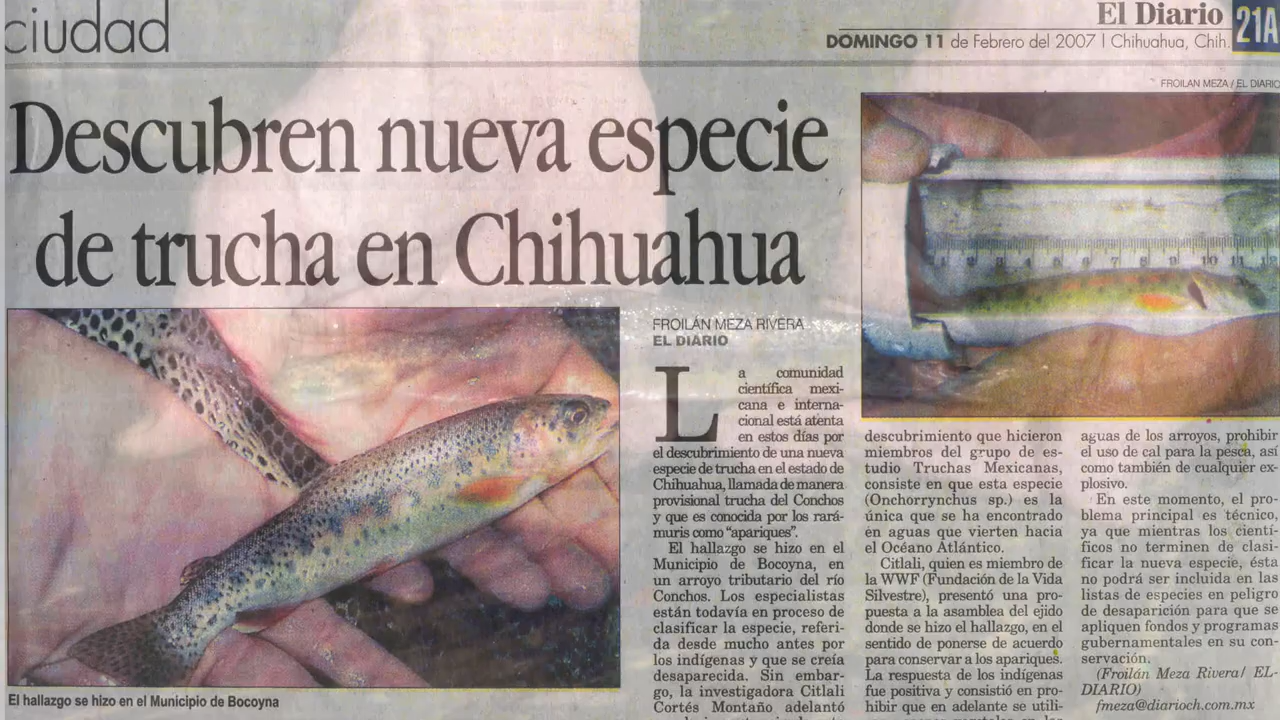 ciudad
El Diario
21A
DOMINGO 11 de Febrero del 2007 | Chihuahua, Chih.
FROILAN MEZA / EL DIARIO
Descubren nueva especie
de trucha en Chihuahua
1 2 3 4 5 6 7 8 9 10 11 12
El hallazgo se hizo en el Municipio de Bocoyna
FROILÁN MEZA RIVERA
EL DIARIO
La comunidad
científica mexi-
cana e interna-
cional está atenta
en estos días por
el descubrimiento de una nueva
especie de trucha en el estado de
Chihuahua, llamada de manera
provisional trucha del Conchos
y que es conocida por los rará-
muris como “apariques”.
El hallazgo se hizo en el
Municipio de Bocoyna, en
un arroyo tributario del río
Conchos. Los especialistas
están todavía en proceso de
clasificar la especie, referi-
da desde mucho antes por
los indígenas y que se creía
desaparecida. Sin embar-
go, la investigadora Citlali
Cortés Montaño adelantó
descubrimiento que hicieron
miembros del grupo de es-
tudio Truchas Mexicanas,
consiste en que esta especie
(Onchorrynchus sp.) es la
única que se ha encontrado
en aguas que vierten hacia
el Océano Atlántico.
Citlali, quien es miembro de
la WWF (Fundación de la Vida
Silvestre), presentó una pro-
puesta a la asamblea del ejido
donde se hizo el hallazgo, en el
sentido de ponerse de acuerdo
para conservar a los apariques.
La respuesta de los indígenas
fue positiva y consistió en pro-
hibir que en adelante se utili-
aguas de los arroyos, prohibir
el uso de cal para la pesca, así
como también de cualquier ex-
plosivo.
En este momento, el pro-
blema principal es técnico,
ya que mientras los cientí-
ficos no terminen de clasi-
ficar la nueva especie, ésta
no podrá ser incluida en las
listas de especies en peligro
de desaparición para que se
apliquen fondos y programas
gubernamentales en su con-
servación.
(Froilán Meza Rivera/ EL-
DIARIO)
fmeza@diarioch.com.mx